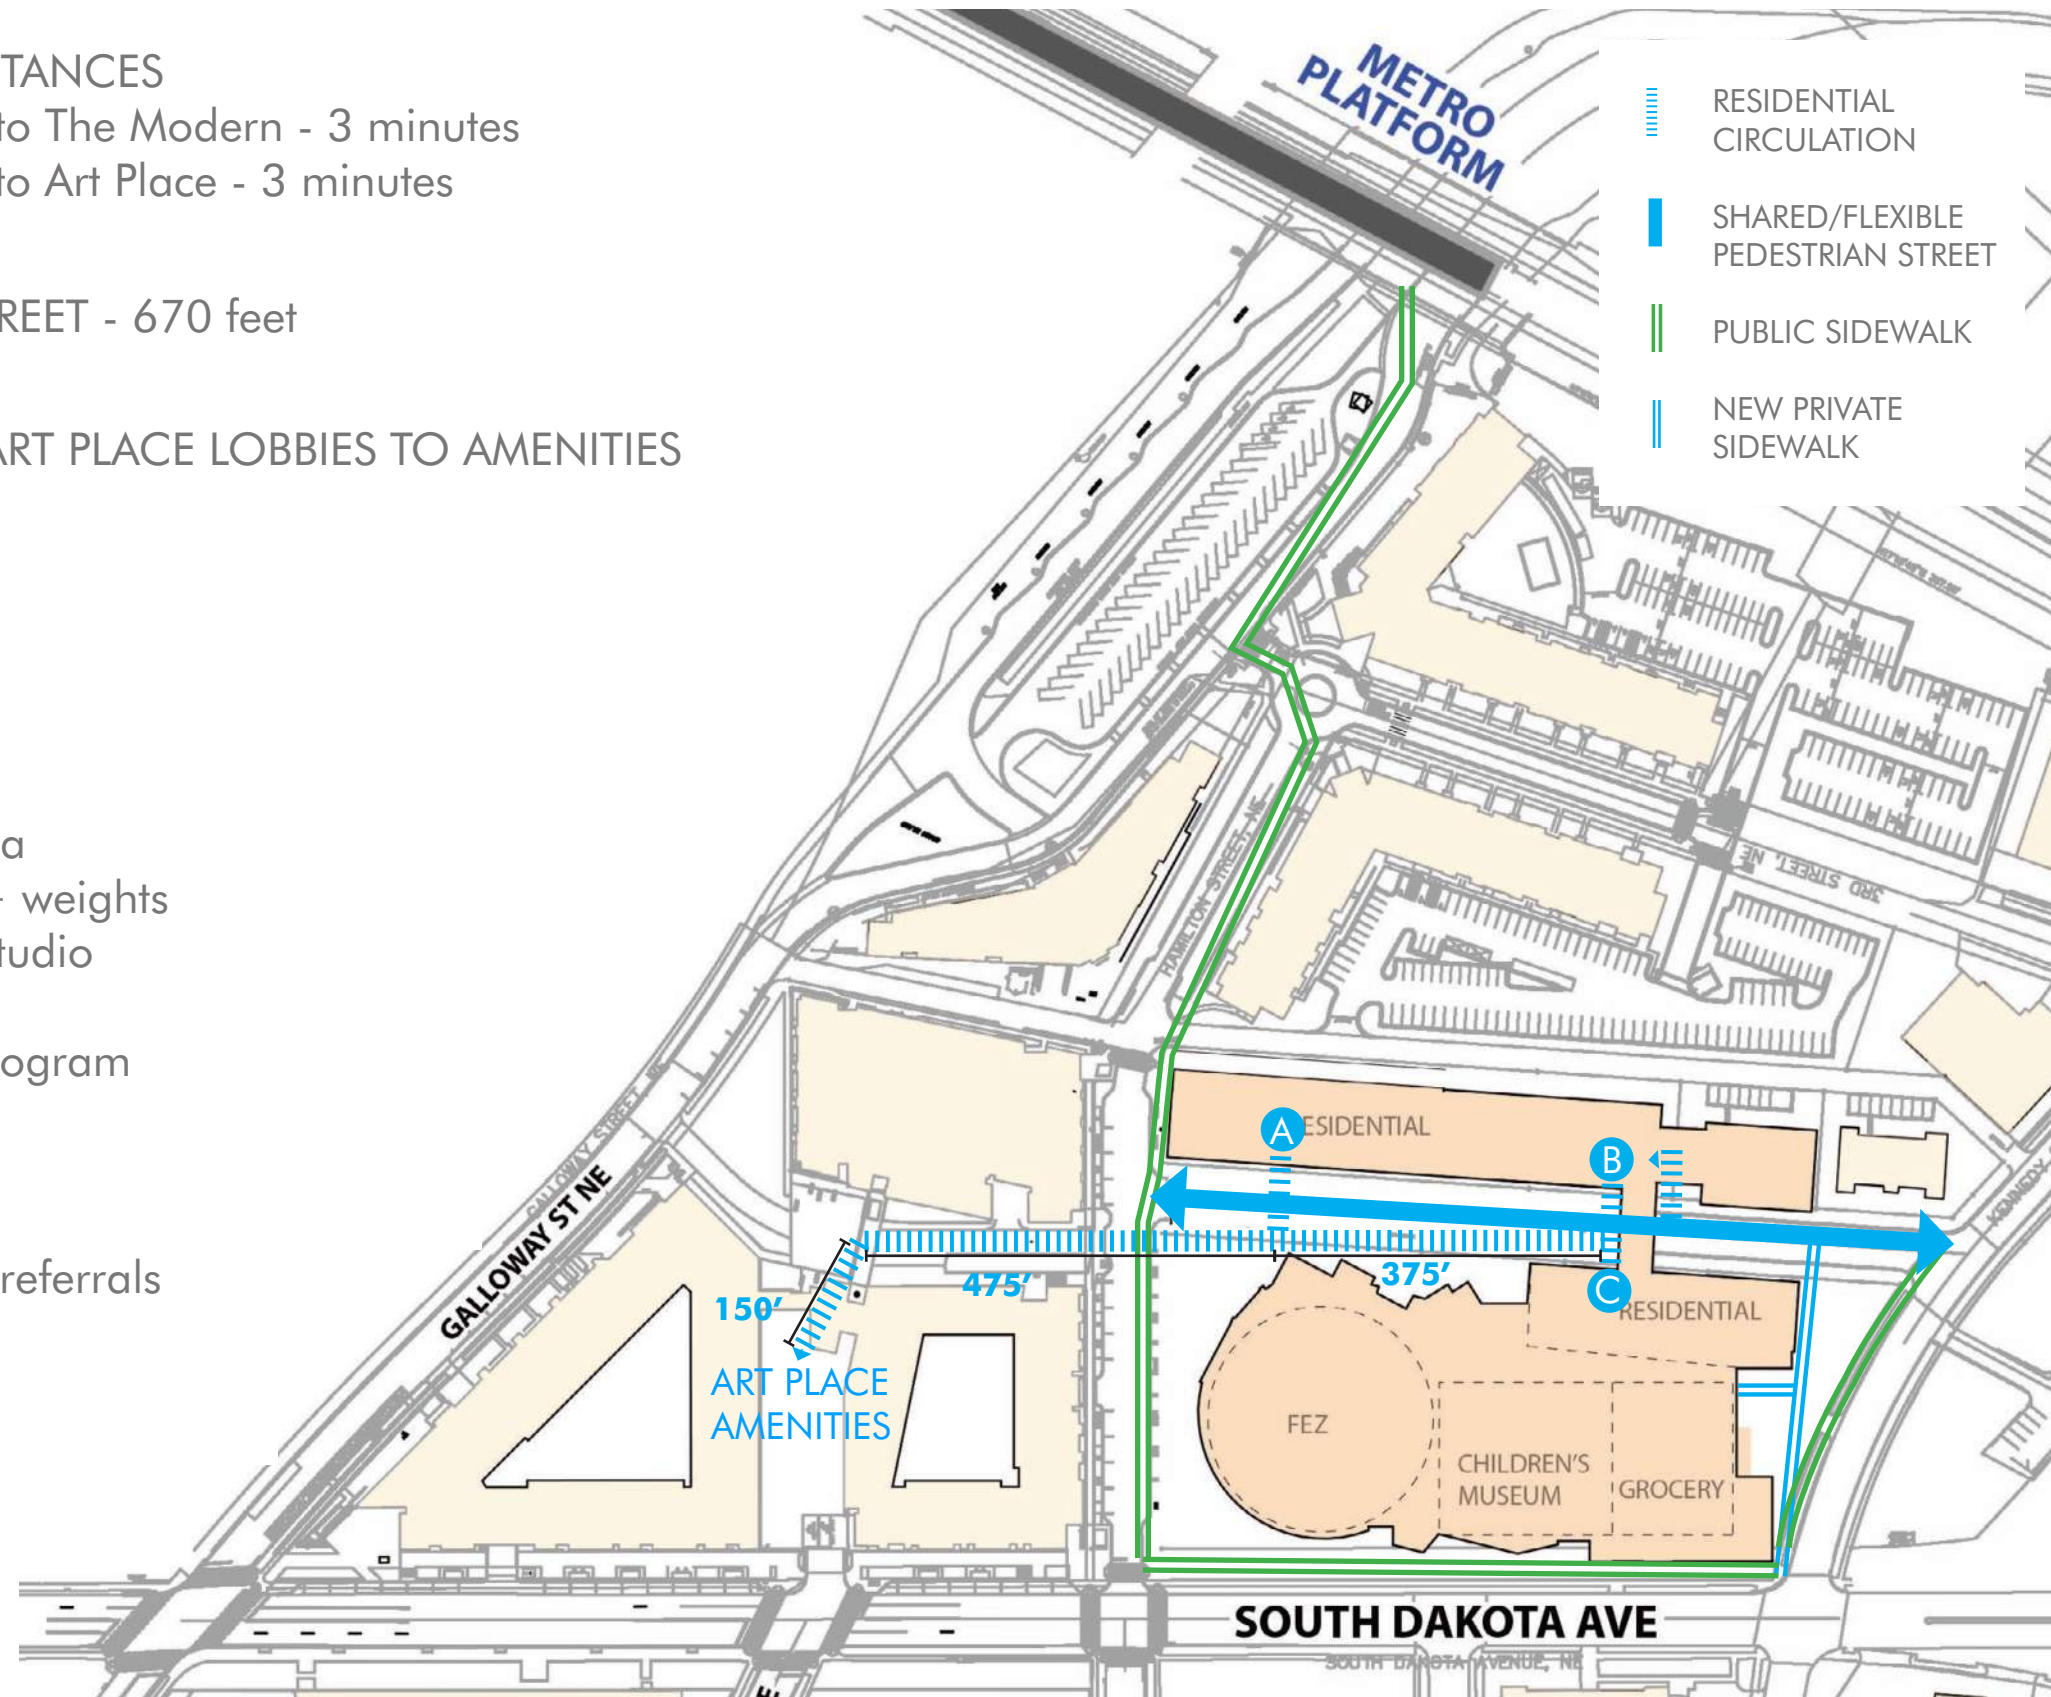 TANCES
to The Modern - 3 minutes
to Art Place - 3 minutes
REET - 670 feet
ART PLACE LOBBIES TO AMENITIES
a
weights
tudio
ogram
referrals
METRO
PLATFORM
RESIDENTIAL
CIRCULATION
SHARED/FLEXIBLE
PEDESTRIAN STREET
PUBLIC SIDEWALK
NEW PRIVATE
SIDEWALK
HAMILTON STREET, NE
3RD STREET, NE
KENNEDY
GALLOWAY STREET, NE
GALLOWAY ST NE
A
ESIDENTIAL
B
C
RESIDENTIAL
475'
375'
150'
ART PLACE
AMENITIES
FEZ
CHILDREN'S
MUSEUM
GROCERY
SOUTH DAKOTA AVE
SOUTH DAKOTA AVENUE, NE
E